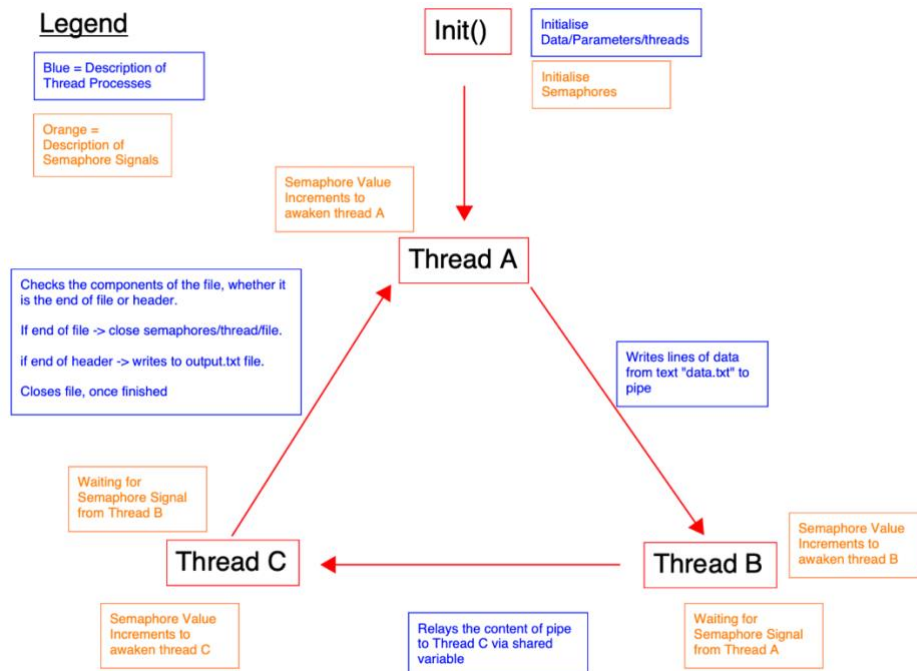 Legend
Blue = Description of
Thread Processes
Orange =
Description of
Semaphore Signals
Init()
Initialise
Data/Parameters/threads
Initialise
Semaphores
Semaphore Value
Increments to
awaken thread A
Thread A
Checks the components of the file, whether it
is the end of file or header.
If end of file -> close semaphores/thread/file.
if end of header -> writes to output.txt file.
Closes file, once finished
Writes lines of data
from text "data.txt" to
pipe
Waiting for
Semaphore Signal
from Thread B
Thread C
Semaphore Value
Increments to
awaken thread C
Relays the content of pipe
to Thread C via shared
variable
Thread B
Semaphore Value
Increments to
awaken thread B
Waiting for
Semaphore Signal
from Thread A